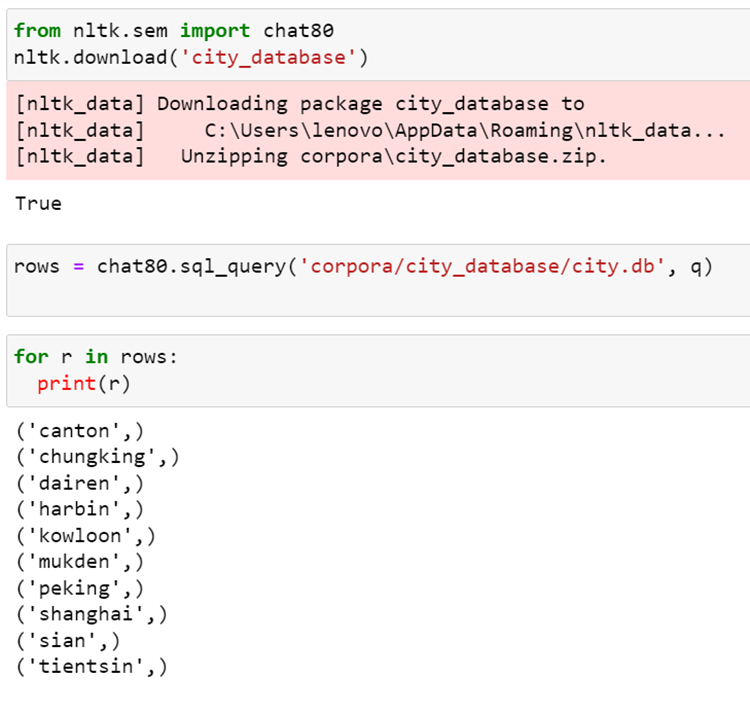 from nltk.sem import chat80
nltk.download('city_database')
[nltk_data] Downloading package city_database to
[nltk_data]     C:\Users\lenovo\AppData\Roaming\nltk_data...
[nltk_data]   Unzipping corpora\city_database.zip.
True
rows = chat80.sql_query('corpora/city_database/city.db', q)
for r in rows:
  print(r)
('canton',)
('chungking',)
('dairen',)
('harbin',)
('kowloon',)
('mukden',)
('peking',)
('shanghai',)
('sian',)
('tientsin',)